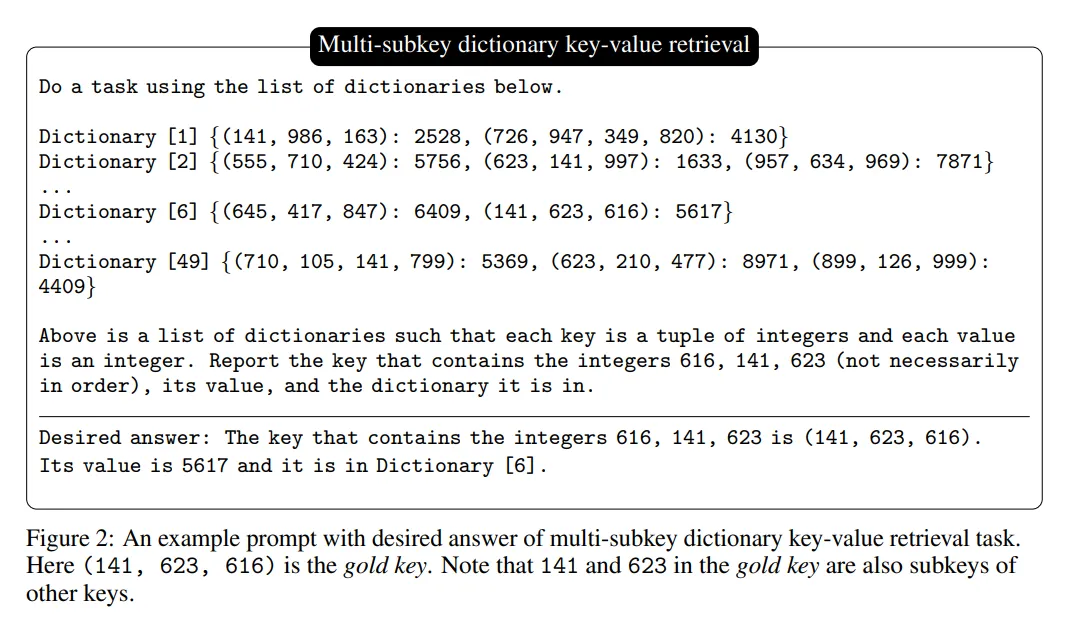 Multi-subkey dictionary key-value retrieval
Do a task using the list of dictionaries below.
Dictionary [1] {(141, 986, 163): 2528, (726, 947, 349, 820): 4130}
Dictionary [2] {(555, 710, 424): 5756, (623, 141, 997): 1633, (957, 634, 969): 7871}
...
Dictionary [6] {(645, 417, 847): 6409, (141, 623, 616): 5617}
...
Dictionary [49] {(710, 105, 141, 799): 5369, (623, 210, 477): 8971, (899, 126, 999):
4409}
Above is a list of dictionaries such that each key is a tuple of integers and each value
is an integer. Report the key that contains the integers 616, 141, 623 (not necessarily
in order), its value, and the dictionary it is in.
Desired answer: The key that contains the integers 616, 141, 623 is (141, 623, 616).
Its value is 5617 and it is in Dictionary [6].
Figure 2: An example prompt with desired answer of multi-subkey dictionary key-value retrieval task.
Here (141, 623, 616) is the gold key. Note that 141 and 623 in the gold key are also subkeys of
other keys.